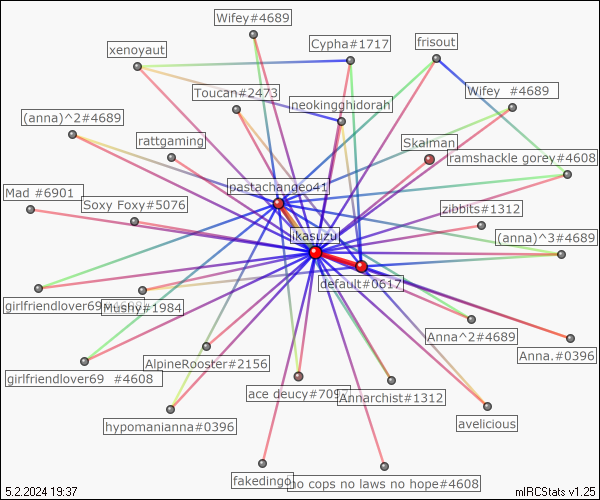 Wifey#4689
frisout
Cypha#1717
xenoyaut
Toucan#2473
Wifey #4689
neokingghidorah
(anna)^2#4689
rattgaming
Skalman
ramshackle gorey#4608
pastachangeo41
Mad #6901
Soxy Foxy#5076
zibbits#1312
ikasuzu
(anna)^3#4689
default#0617
girlfriendlover69
Mushy#1984
Anna^2#4689
Anna.#0396
AlpineRooster#2156
girlfriendlover69 #4608
ace deucy#709
Annarchist#1312
hypomanianna#0396
avelicious
fakedingo
no cops no laws no hope#4608
5.2.2024 19:37
mIRCStats v1.25